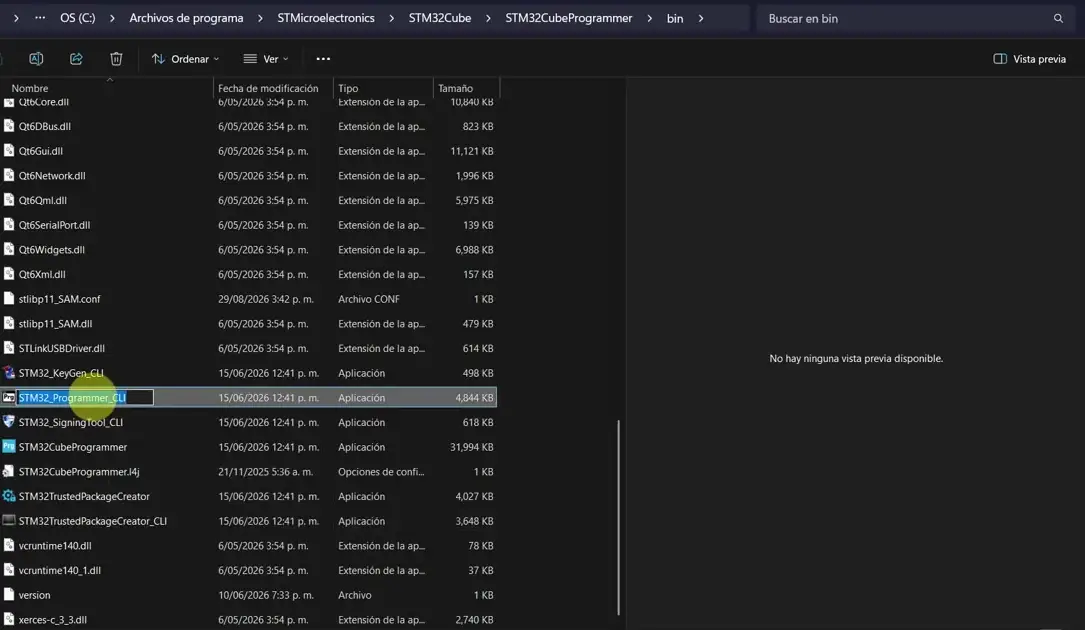 OS (C:) > Archivos de programa > STMicroelectronics > STM32Cube > STM32CubeProgrammer > bin > Buscar en bin
Ordenar Ver ... Vista previa
Nombre Fecha de modificación Tipo Tamaño
Qt6Core.dll 6/05/2026 3:54 p. m. Extensión de la ap... 10,840 KB
Qt6DBus.dll 6/05/2026 3:54 p. m. Extensión de la ap... 823 KB
Qt6Gui.dll 6/05/2026 3:54 p. m. Extensión de la ap... 11,121 KB
Qt6Network.dll 6/05/2026 3:54 p. m. Extensión de la ap... 1,996 KB
Qt6Qml.dll 6/05/2026 3:54 p. m. Extensión de la ap... 5,975 KB
Qt6SerialPort.dll 6/05/2026 3:54 p. m. Extensión de la ap... 139 KB
Qt6Widgets.dll 6/05/2026 3:54 p. m. Extensión de la ap... 6,988 KB
Qt6Xml.dll 6/05/2026 3:54 p. m. Extensión de la ap... 157 KB
stlibp11_SAM.conf 29/08/2026 3:42 p. m. Archivo CONF 1 KB
stlibp11_SAM.dll 6/05/2026 3:54 p. m. Extensión de la ap... 479 KB
STLinkUSBDriver.dll 6/05/2026 3:54 p. m. Extensión de la ap... 614 KB
STM32_KeyGen_CLI 15/06/2026 12:41 p. m. Aplicación 498 KB
STM32_Programmer_CLI 15/06/2026 12:41 p. m. Aplicación 4,844 KB
STM32_SigningTool_CLI 15/06/2026 12:41 p. m. Aplicación 618 KB
STM32CubeProgrammer 15/06/2026 12:41 p. m. Aplicación 31,994 KB
STM32CubeProgrammer.l4j 21/11/2025 5:36 a. m. Opciones de confi... 1 KB
STM32TrustedPackageCreator 15/06/2026 12:41 p. m. Aplicación 4,027 KB
STM32TrustedPackageCreator_CLI 15/06/2026 12:41 p. m. Aplicación 3,648 KB
vcruntime140.dll 6/05/2026 3:54 p. m. Extensión de la ap... 78 KB
vcruntime140_1.dll 6/05/2026 3:54 p. m. Extensión de la ap... 37 KB
version 10/06/2026 7:33 p. m. Archivo 1 KB
xerces-c_3_3.dll 6/05/2026 3:54 p. m. Extensión de la ap... 2,740 KB
No hay ninguna vista previa disponible.